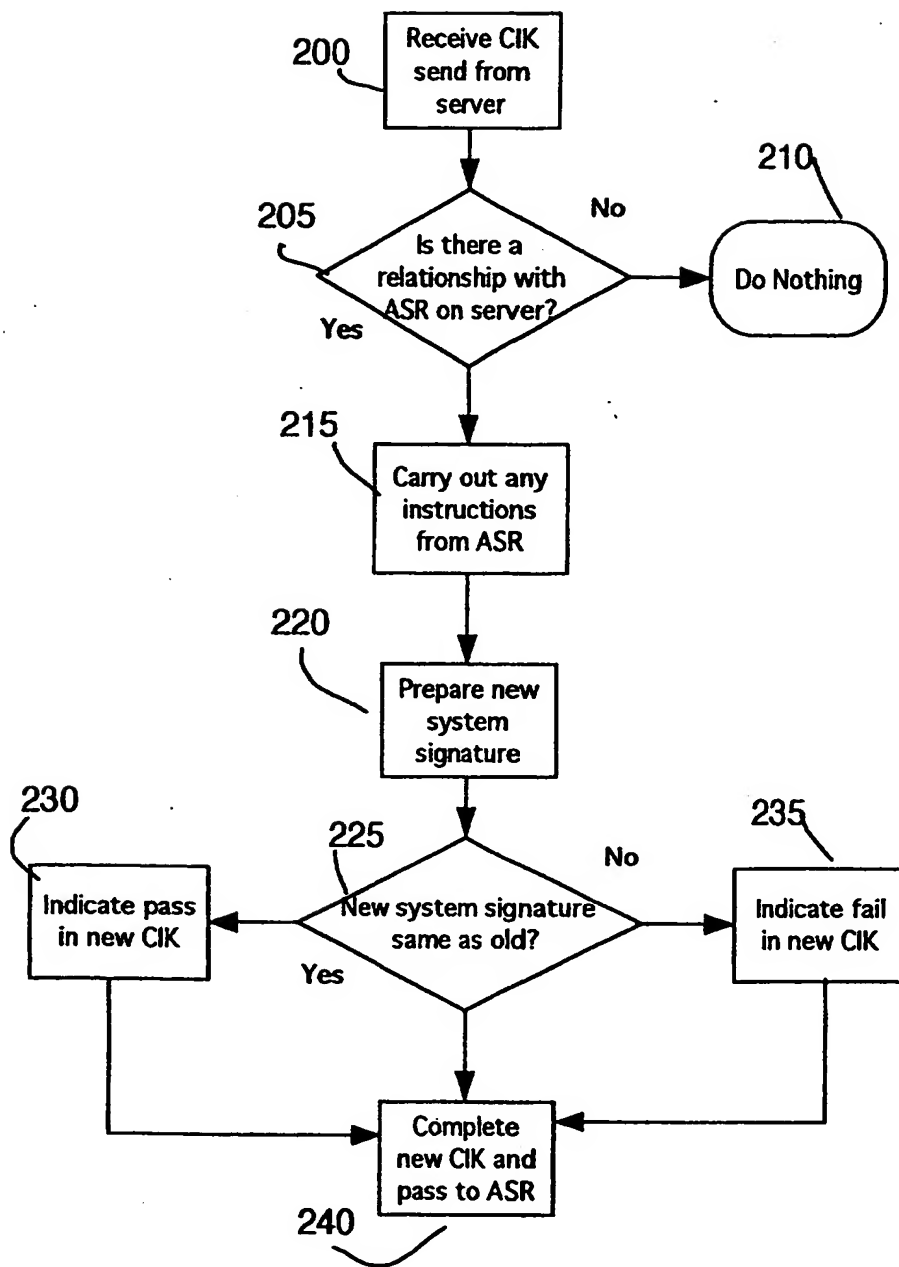 200
Receive CIK
send from
server
205
Is there a
relationship with
ASR on server?
No
Yes
210
Do Nothing
215
Carry out any
instructions
from ASR
220
Prepare new
system
signature
225
New system signature
same as old?
Yes
No
230
Indicate pass
in new CIK
235
Indicate fail
in new CIK
Complete
new CIK and
pass to ASR
240